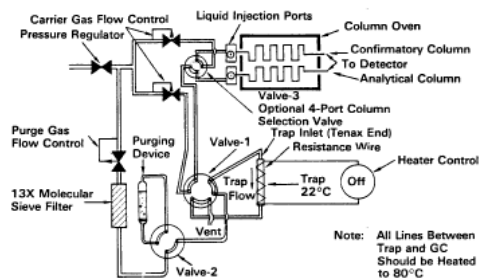 Carrier Gas Flow Control
Pressure Regulator
Liquid Injection Ports
Column Oven
Confirmatory Column
To Detector
Analytical Column
Valve-3
Optional 4-Port Column
Selection Valve
Purge Gas
Flow Control
Purging
Device
Valve-1
Trap Inlet (Tenax End)
Resistance Wire
Heater Control
Trap
Flow
Trap
22°C
Off
13X Molecular
Sieve Filter
Vent
Valve-2
Note: All Lines Between
Trap and GC
Should be Heated
to 80°C